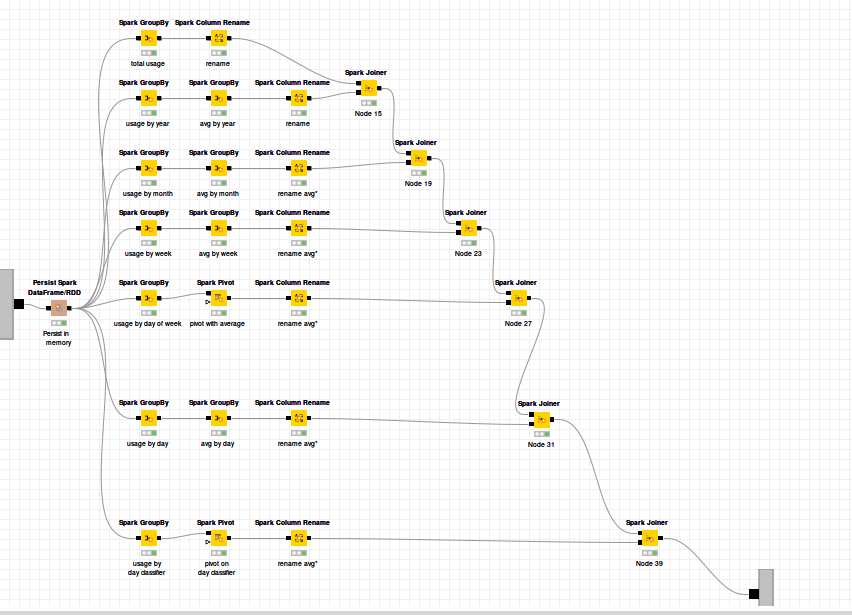 Spark GroupBy Spark Column Rename
total usage rename
Spark Joiner
Node 15
Spark GroupBy Spark GroupBy Spark Column Rename
usage by year avg by year rename
Spark Joiner
Node 19
Spark GroupBy Spark GroupBy Spark Column Rename
usage by month avg by month rename avg*
Spark Joiner
Node 23
Spark GroupBy Spark GroupBy Spark Column Rename
usage by week avg by week rename avg*
Spark Joiner
Node 27
Persist Spark
DataFrame/RDD
Persist in
memory
Spark GroupBy Spark Pivot Spark Column Rename
usage by day of week pivot with average rename avg*
Spark Joiner
Node 31
Spark GroupBy Spark GroupBy Spark Column Rename
usage by day avg by day rename avg*
Spark Joiner
Node 39
Spark GroupBy Spark Pivot Spark Column Rename
usage by
day classifier
pivot on
day classifier
rename avg*